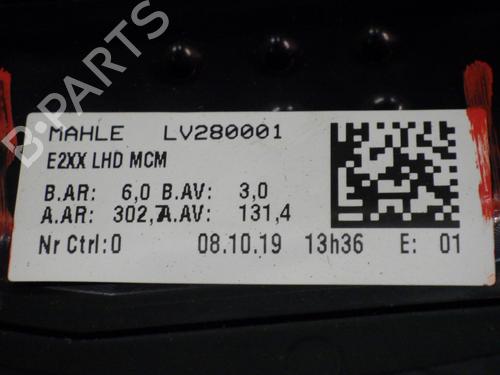 B-PARTS
MAHLE LV280001
E2XX LHD MCM
B.AR: 6,0 B.AV: 3,0
A.AR: 302,7 A.AV: 131,4
Nr Ctrl:0 08.10.19 13h36 E: 01